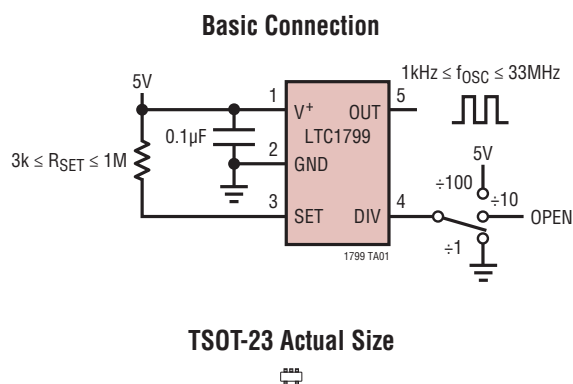 Basic Connection
1kHz ≤ fOSC ≤ 33MHz
5V
1
V+
OUT
5
0.1µF
LTC1799
5V
3k ≤ RSET ≤ 1M
2
GND
÷100
÷10
3
SET
DIV
4
OPEN
÷1
1799 TA01
TSOT-23 Actual Size